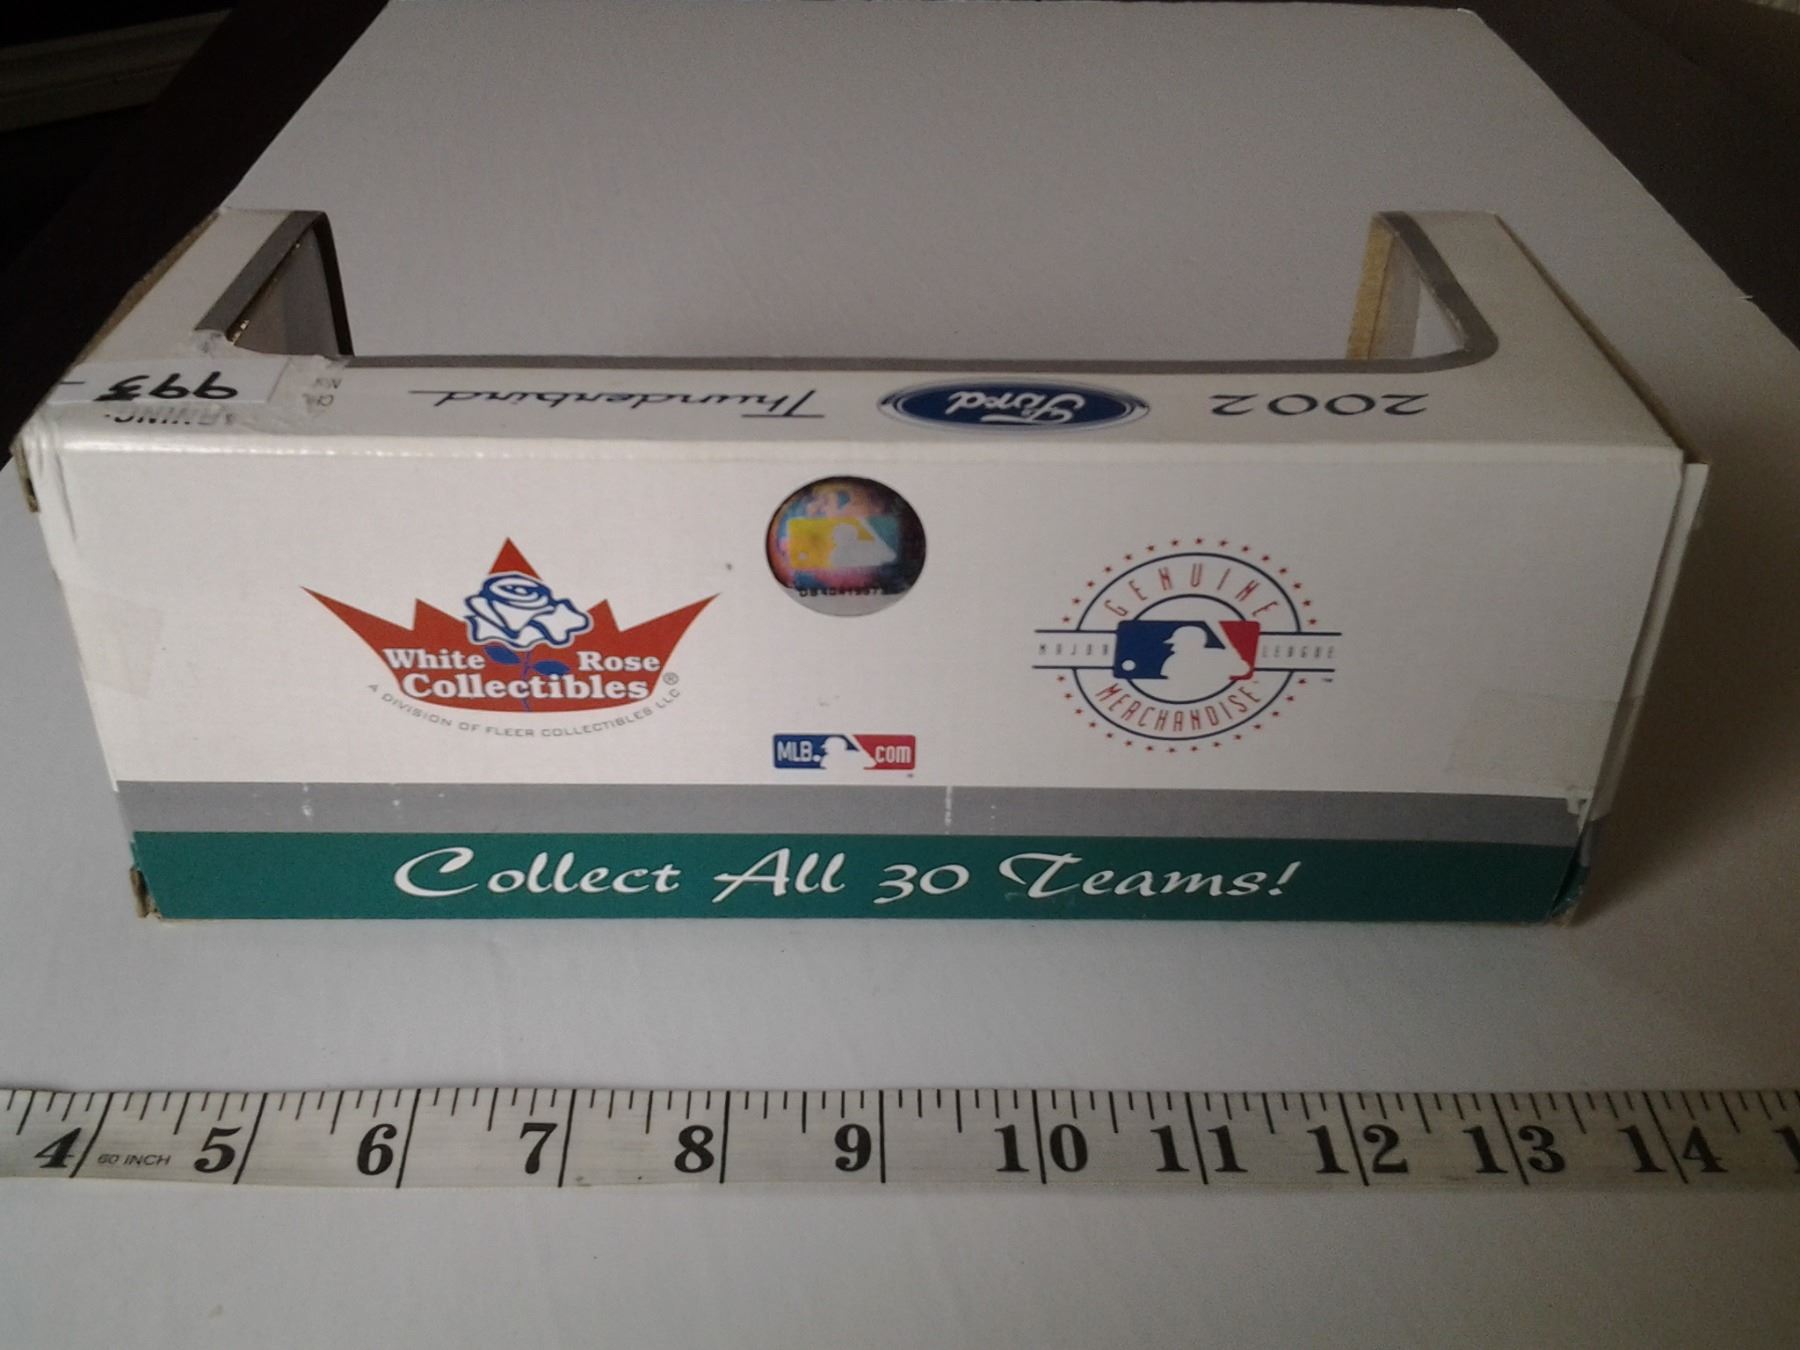 993
2002 Ford Thunderbird
GENUINE
MAJOR LEAGUE
MERCHANDISE
White Rose
Collectibles®
A DIVISION OF FLEER COLLECTIBLES LLC
MLB.com
Collect All 30 Teams!
4 5 6 7 8 9 10 11 12 13 14
60 INCH